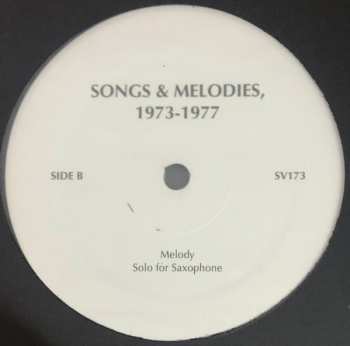 SONGS & MELODIES,
1973-1977
SIDE B
SV173
Melody
Solo for Saxophone